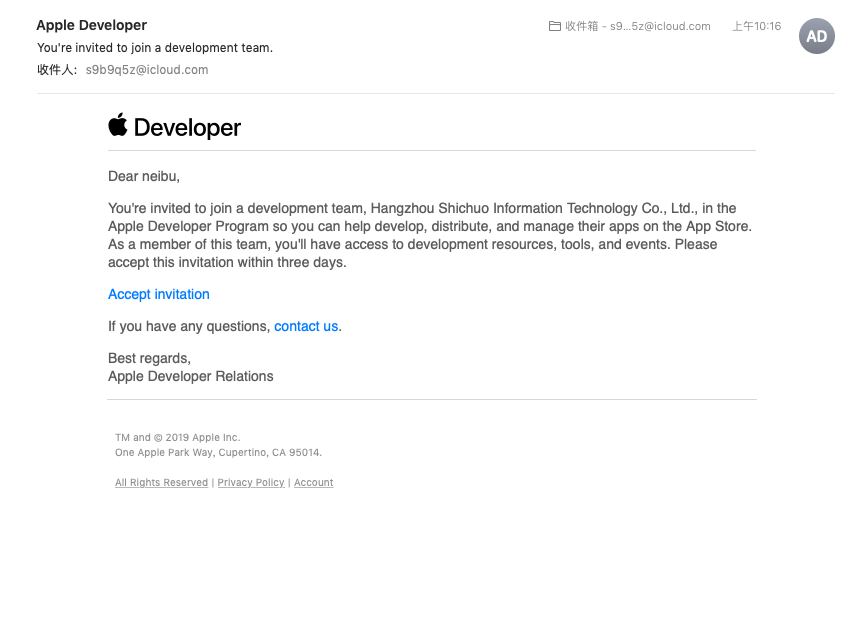 Apple Developer
收件箱 - s9...5z@icloud.com
上午10:16
AD
You're invited to join a development team.
收件人: s9b9q5z@icloud.com
Developer
Dear neibu,
You're invited to join a development team, Hangzhou Shichuo Information Technology Co., Ltd., in the
Apple Developer Program so you can help develop, distribute, and manage their apps on the App Store.
As a member of this team, you'll have access to development resources, tools, and events. Please
accept this invitation within three days.
Accept invitation
If you have any questions, contact us.
Best regards,
Apple Developer Relations
TM and © 2019 Apple Inc.
One Apple Park Way, Cupertino, CA 95014.
All Rights Reserved | Privacy Policy | Account